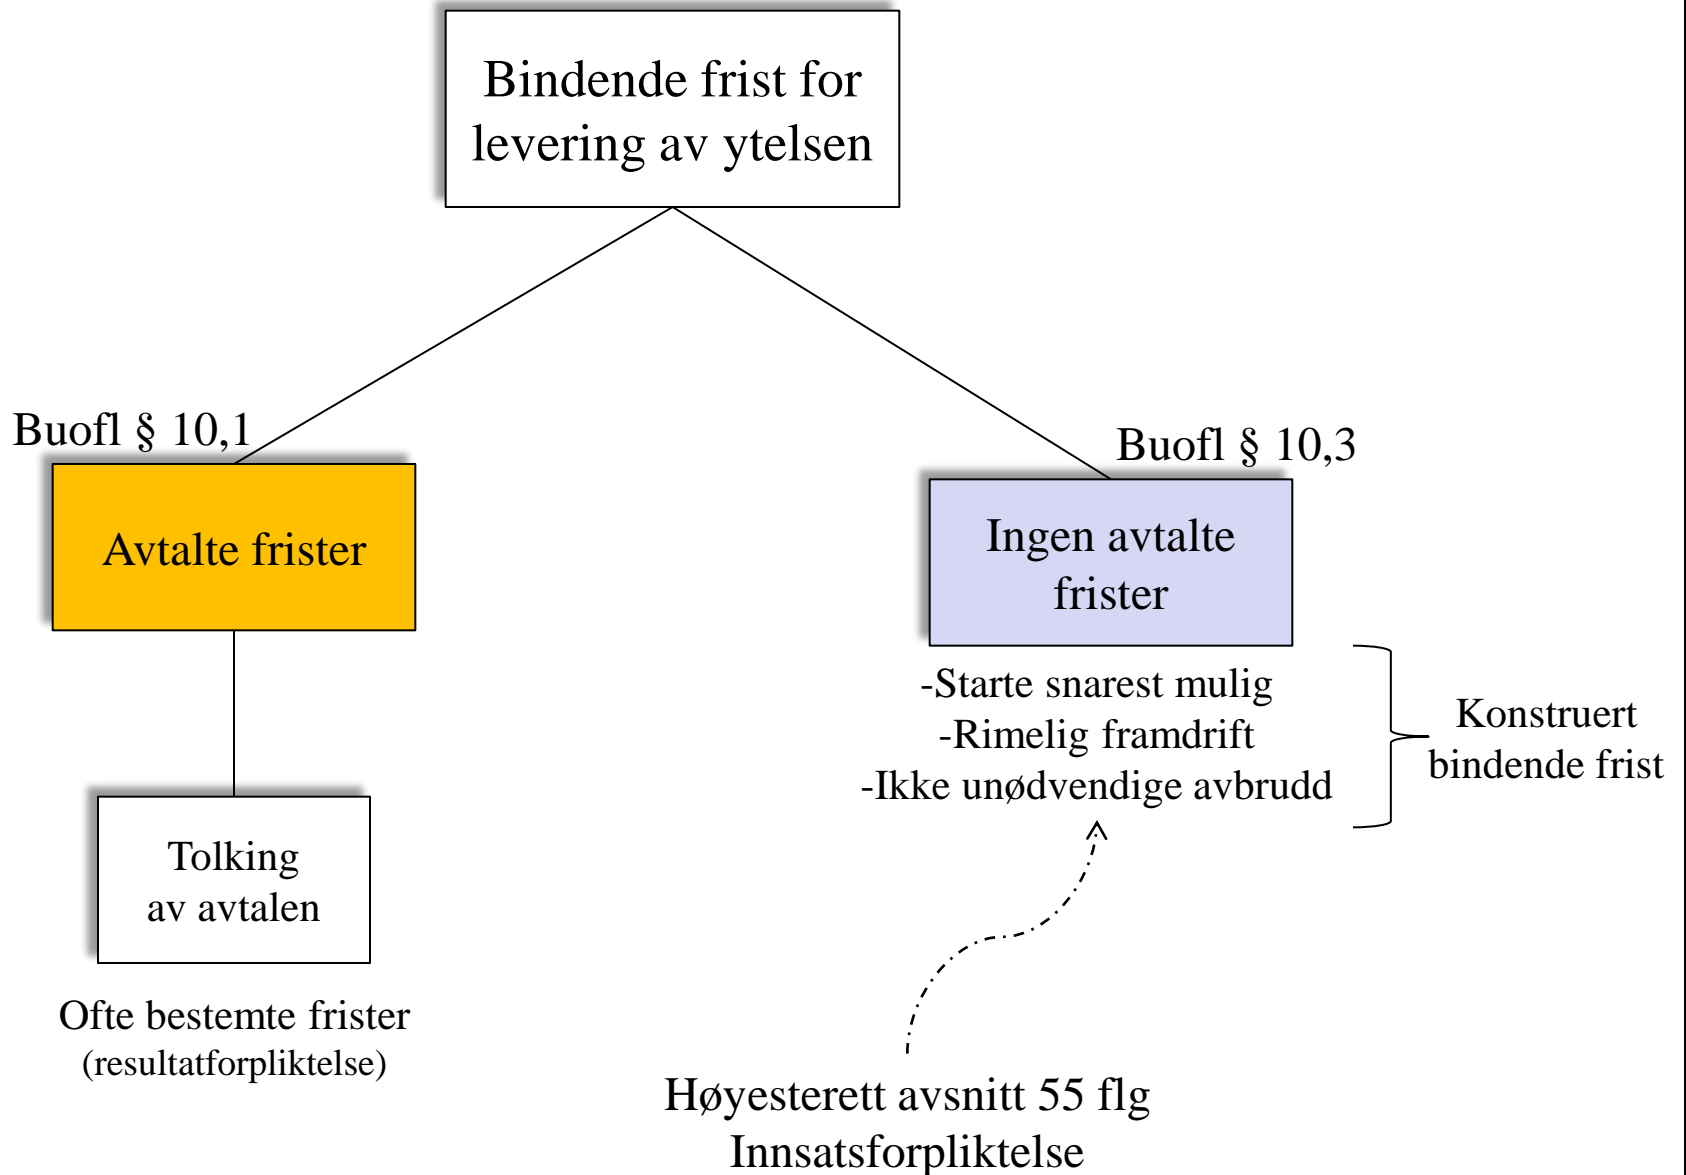 Bindende frist for
levering av ytelsen
Buofl § 10,1
Avtalte frister
Tolking
av avtalen
Ofte bestemte frister
(resultatforpliktelse)
Buofl § 10,3
Ingen avtalte
frister
-Starte snarest mulig
-Rimelig framdrift
-Ikke unødvendige avbrudd
Konstruert
bindende frist
Høyesterett avsnitt 55 flg
Innsatsforpliktelse